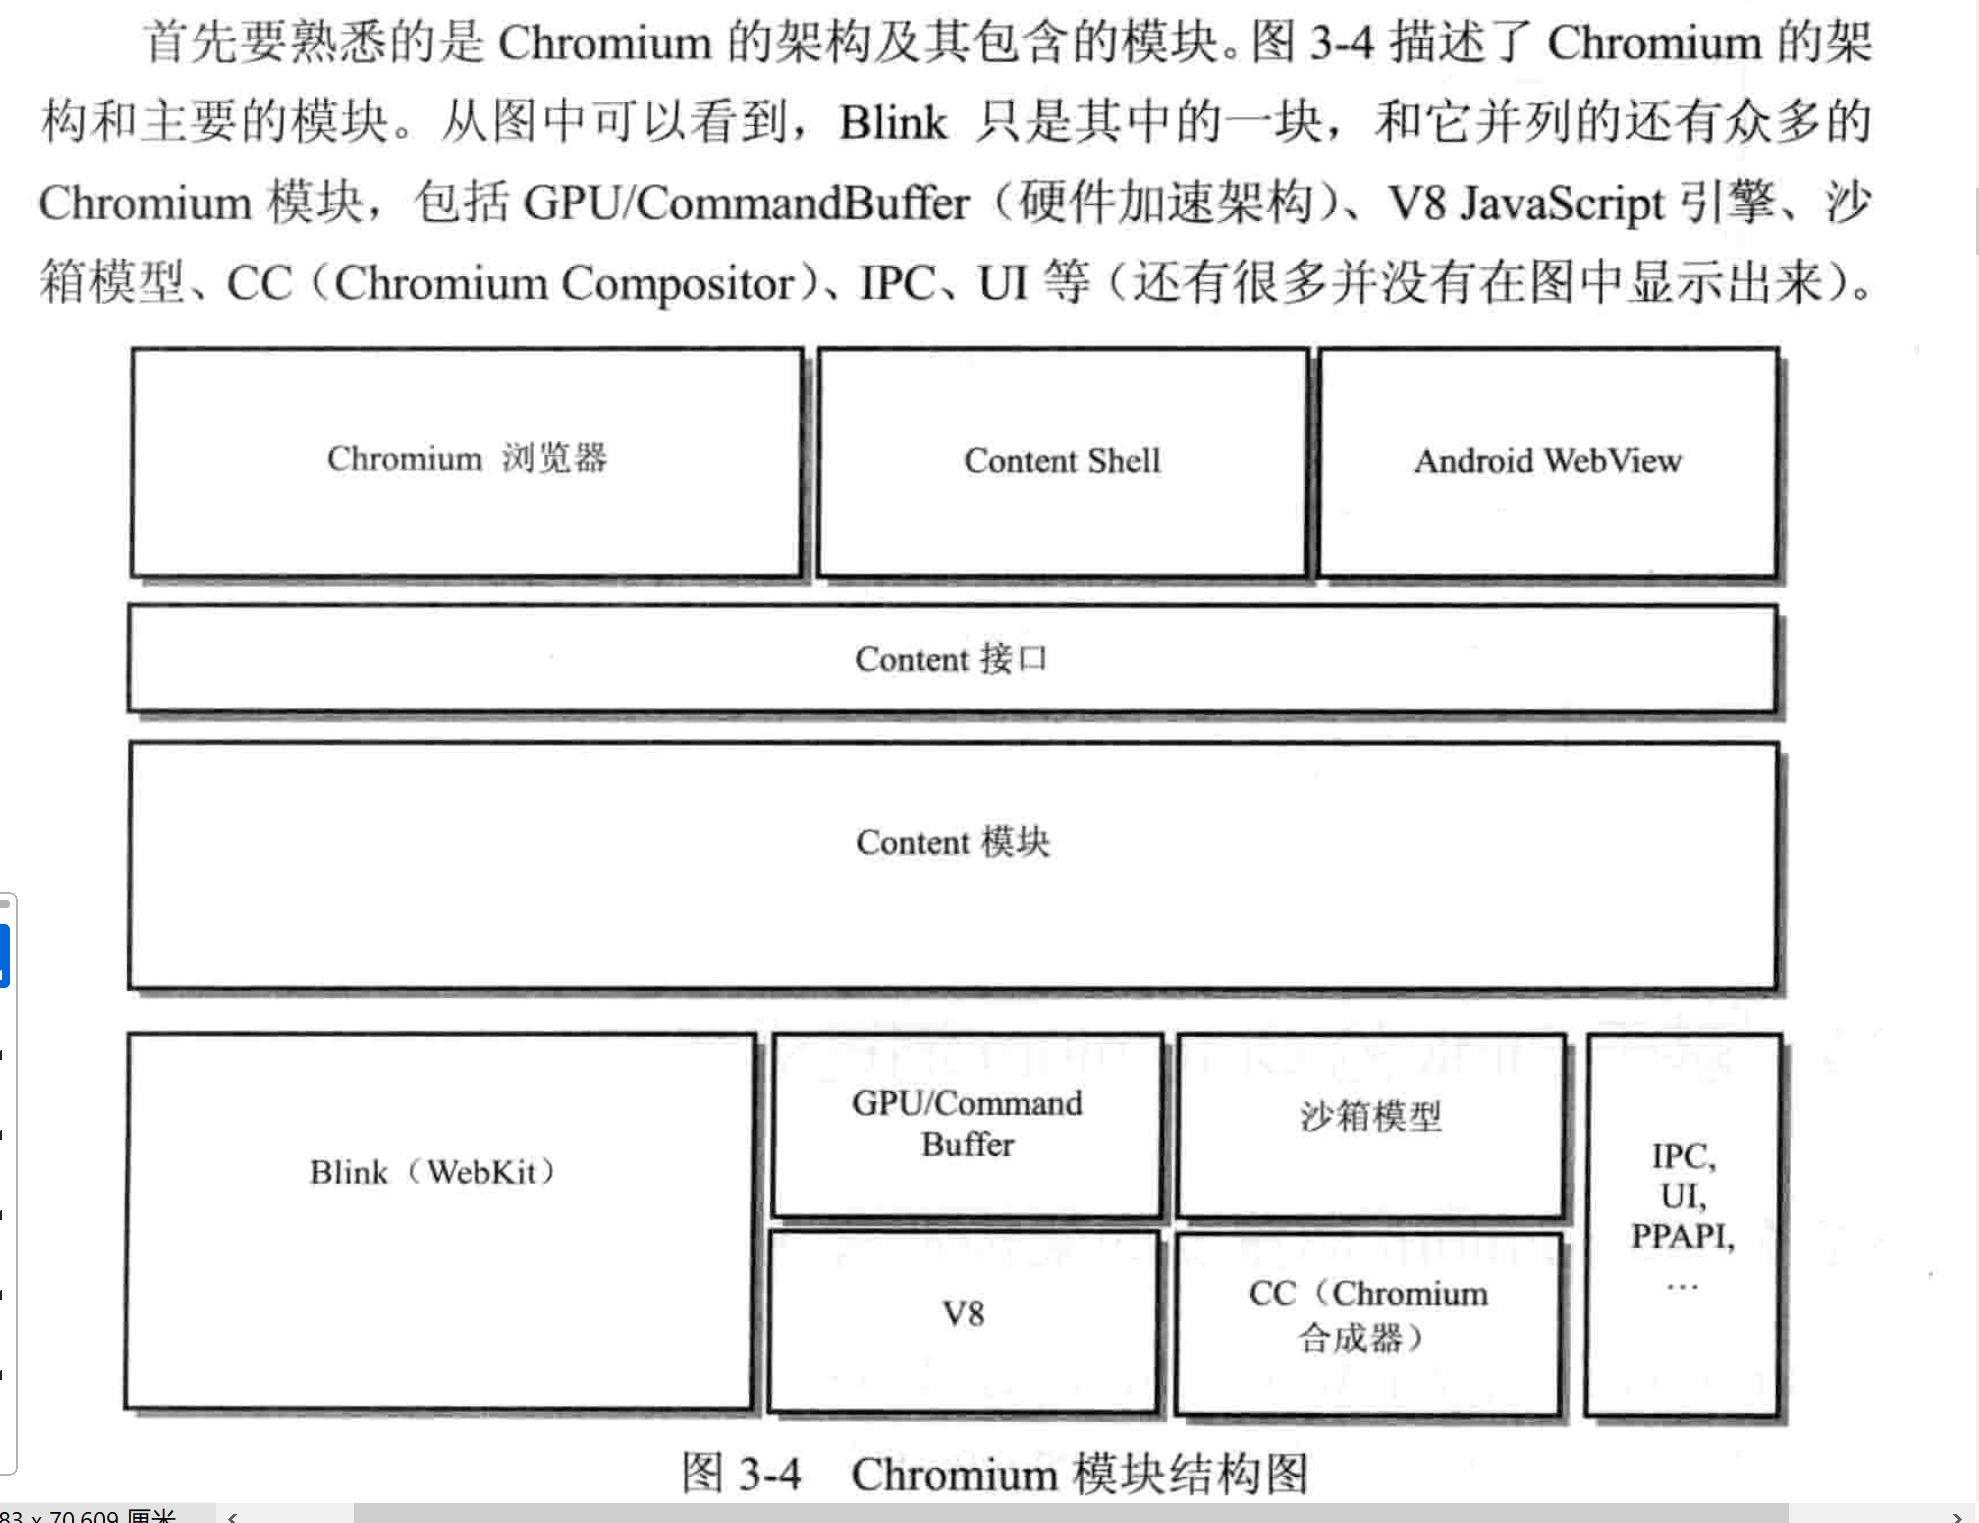 首先要熟悉的是 Chromium 的架构及其包含的模块。图 3-4 描述了 Chromium 的架
构和主要的模块。从图中可以看到，Blink 只是其中的一块，和它并列的还有众多的
Chromium 模块，包括 GPU/CommandBuffer（硬件加速架构）、V8 JavaScript 引擎、沙
箱模型、CC（Chromium Compositor）、IPC、UI 等（还有很多并没有在图中显示出来）。
Chromium 浏览器
Content Shell
Android WebView
Content 接口
Content 模块
Blink（WebKit）
GPU/Command
Buffer
沙箱模型
V8
CC（Chromium
合成器）
IPC,
UI,
PPAPI,
…
图 3-4 Chromium 模块结构图